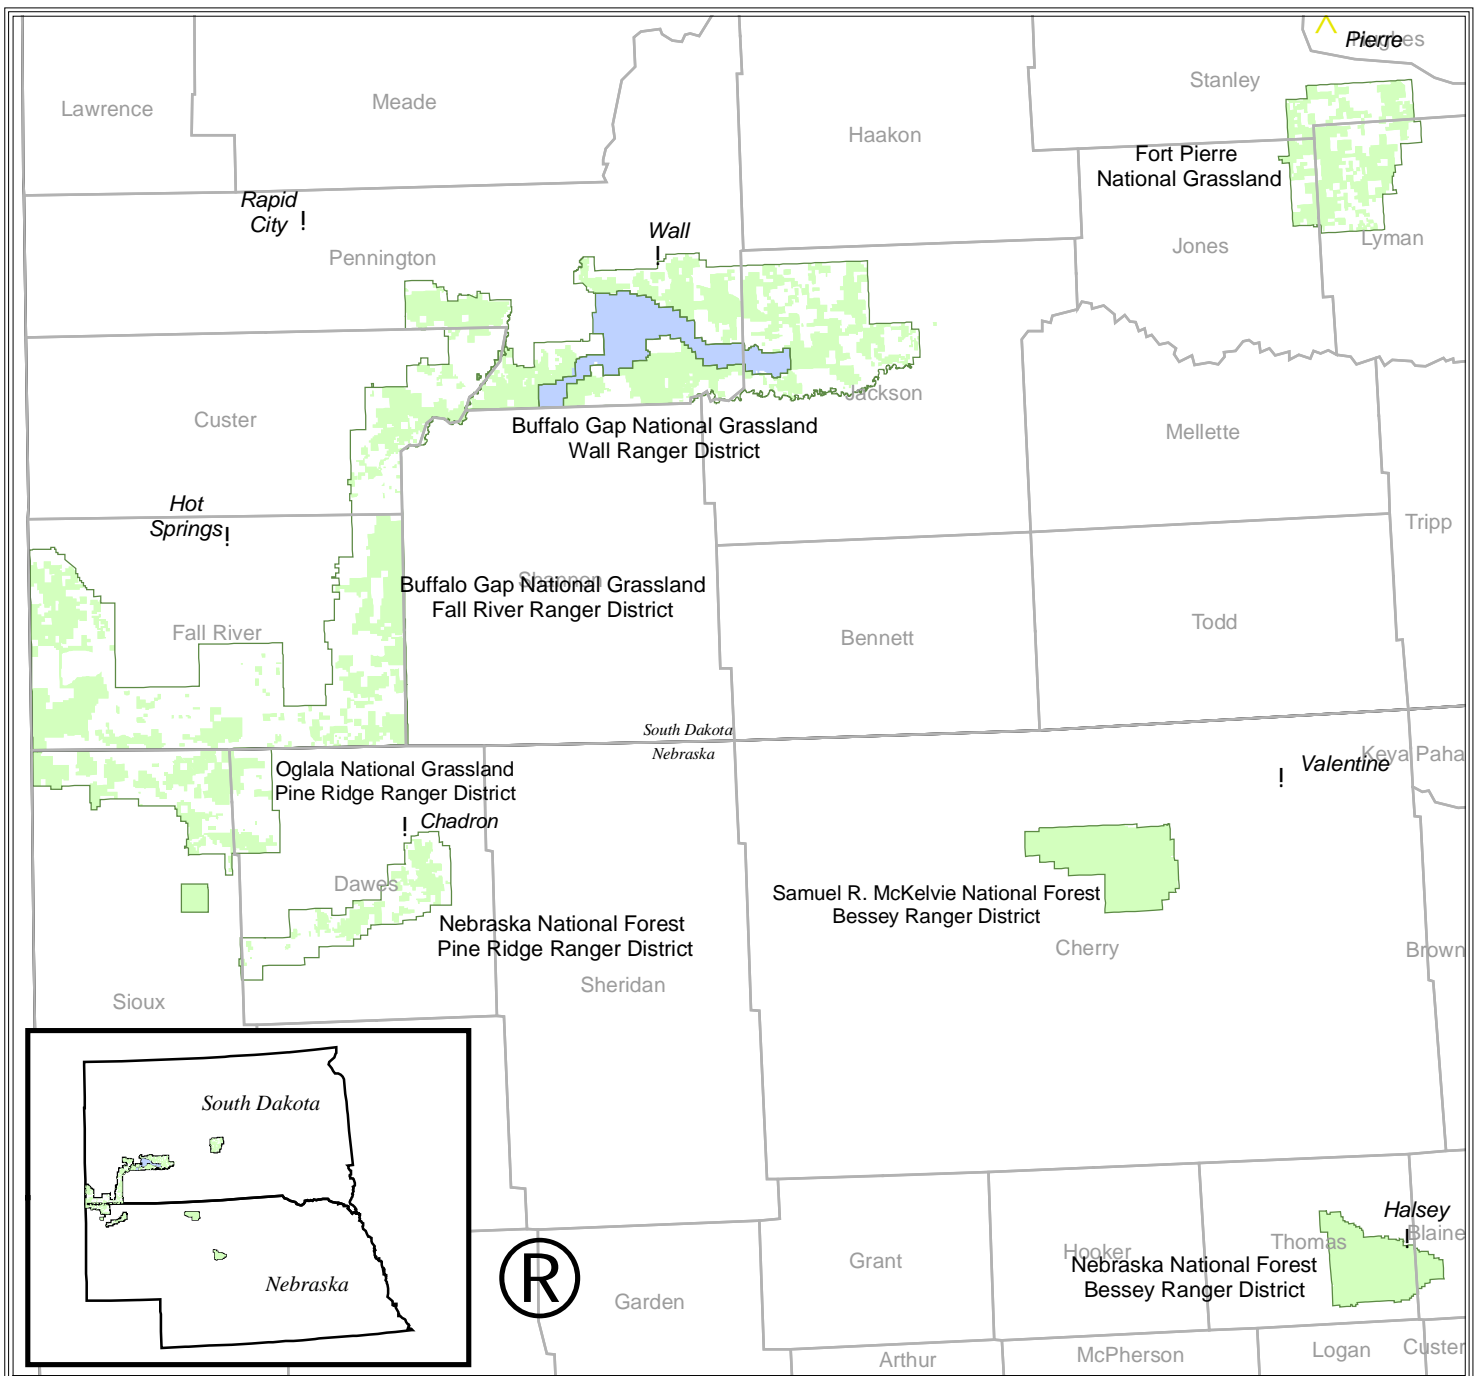 Pierre
Hughes
Lawrence
Meade
Stanley
Haakon
Fort Pierre
National Grassland
Rapid
City !
Wall
!
Pennington
Jones
Lyman
Custer
Jackson
Buffalo Gap National Grassland
Wall Ranger District
Mellette
Hot
Springs !
Tripp
Shannon
Buffalo Gap National Grassland
Fall River Ranger District
Fall River
Bennett
Todd
South Dakota
Nebraska
Keya Paha
! Valentine
Oglala National Grassland
Pine Ridge Ranger District
! Chadron
Dawes
Samuel R. McKelvie National Forest
Bessey Ranger District
Nebraska National Forest
Pine Ridge Ranger District
Cherry
Brown
Sheridan
Sioux
South Dakota
Nebraska
®
Halsey
!
Blaine
Thomas
Hooker
Grant
Nebraska National Forest
Bessey Ranger District
Garden
Arthur
McPherson
Logan
Custer